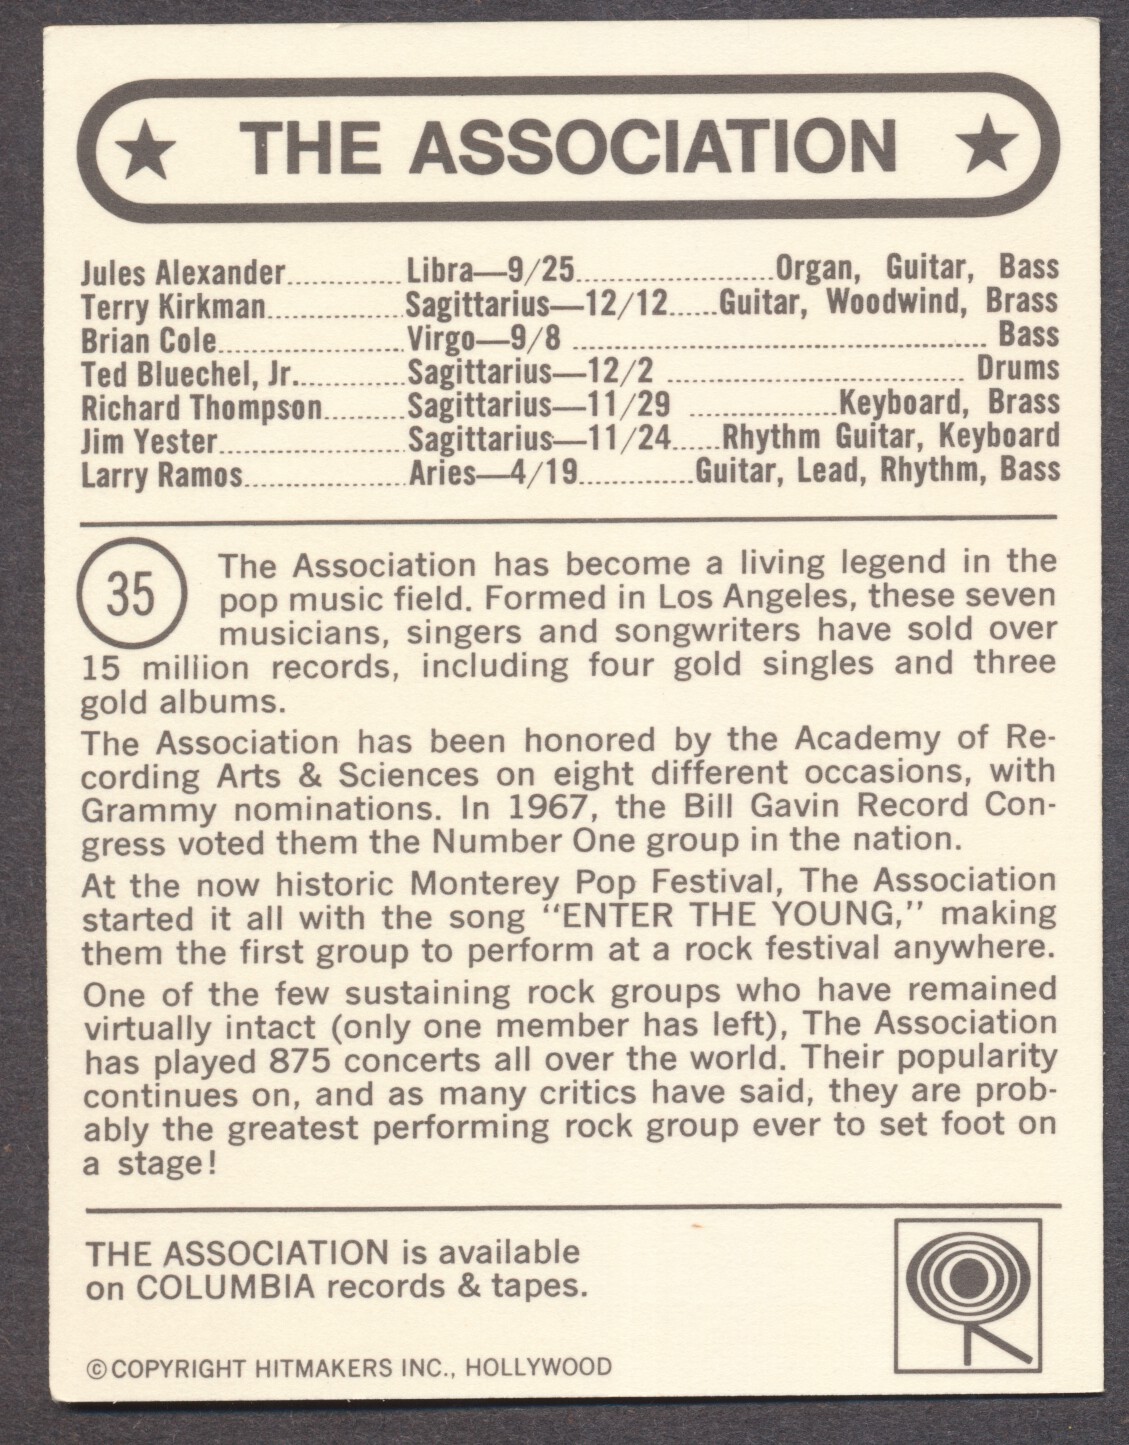 THE ASSOCIATION
Jules Alexander............Libra—9/25.......................Organ, Guitar, Bass
Terry Kirkman................Sagittarius—12/12......Guitar, Woodwind, Brass
Brian Cole......................Virgo—9/8 ................................................. Bass
Ted Bluechel, Jr.............Sagittarius—12/2 ................................... Drums
Richard Thompson.........Sagittarius—11/29 .................Keyboard, Brass
Jim Yester......................Sagittarius—11/24......Rhythm Guitar, Keyboard
Larry Ramos...................Aries—4/19.............Guitar, Lead, Rhythm, Bass
35
The Association has become a living legend in the
pop music field. Formed in Los Angeles, these seven
musicians, singers and songwriters have sold over
15 million records, including four gold singles and three
gold albums.
The Association has been honored by the Academy of Re-
cording Arts & Sciences on eight different occasions, with
Grammy nominations. In 1967, the Bill Gavin Record Con-
gress voted them the Number One group in the nation.
At the now historic Monterey Pop Festival, The Association
started it all with the song “ENTER THE YOUNG,” making
them the first group to perform at a rock festival anywhere.
One of the few sustaining rock groups who have remained
virtually intact (only one member has left), The Association
has played 875 concerts all over the world. Their popularity
continues on, and as many critics have said, they are prob-
ably the greatest performing rock group ever to set foot on
a stage!
THE ASSOCIATION is available
on COLUMBIA records & tapes.
©COPYRIGHT HITMAKERS INC., HOLLYWOOD